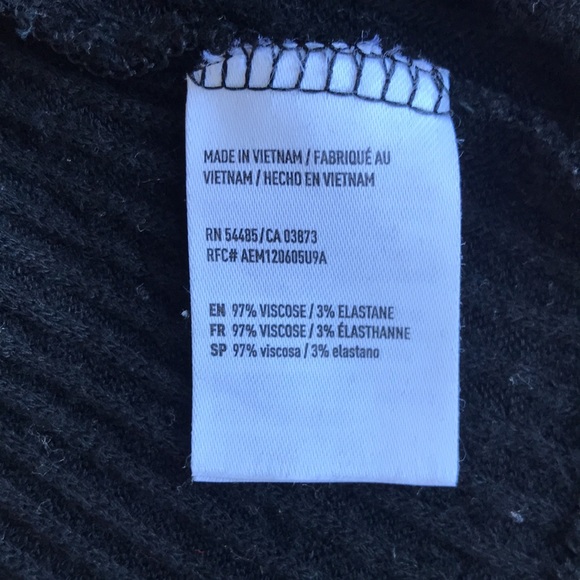 MADE IN VIETNAM / FABRIQUÉ AU
VIETNAM / HECHO EN VIETNAM
RN 54485/CA 03873
RFC# AEM120605U9A
EN 97% VISCOSE / 3% ELASTANE
FR 97% VISCOSE / 3% ÉLASTHANNE
SP 97% viscosa / 3% elastano